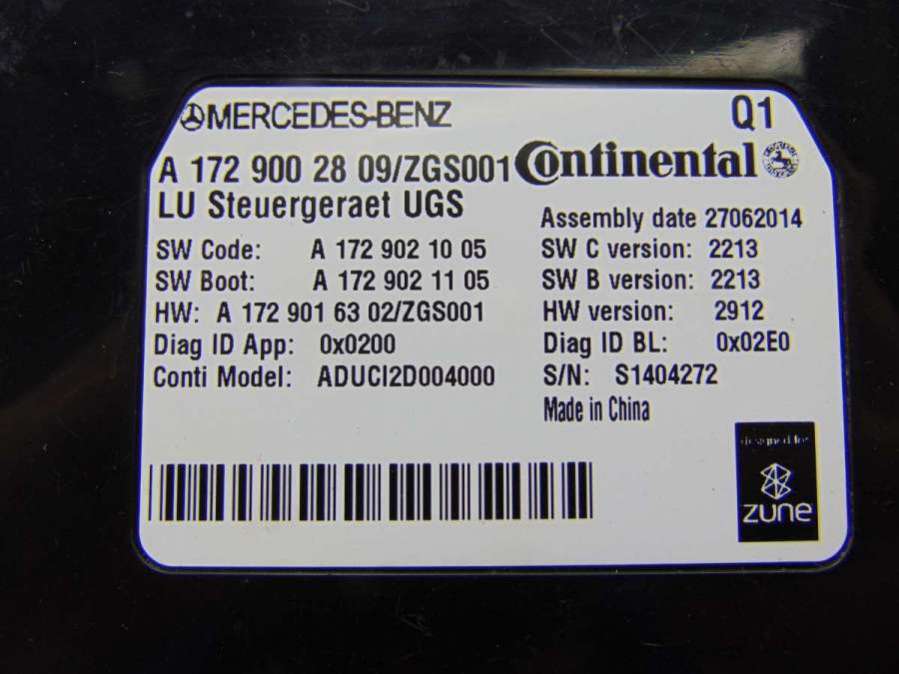 MERCEDES-BENZ
Q1
A 172 900 28 09/ZGS001
Continental
LU Steuergeraet UGS
Assembly date 27062014
SW Code: A 172 902 10 05
SW C version: 2213
SW Boot: A 172 902 11 05
SW B version: 2213
HW: A 172 901 63 02/ZGS001
HW version: 2912
Diag ID App: 0x0200
Diag ID BL: 0x02E0
Conti Model: ADUCI2D004000
S/N: S1404272
Made in China
designed for
zune